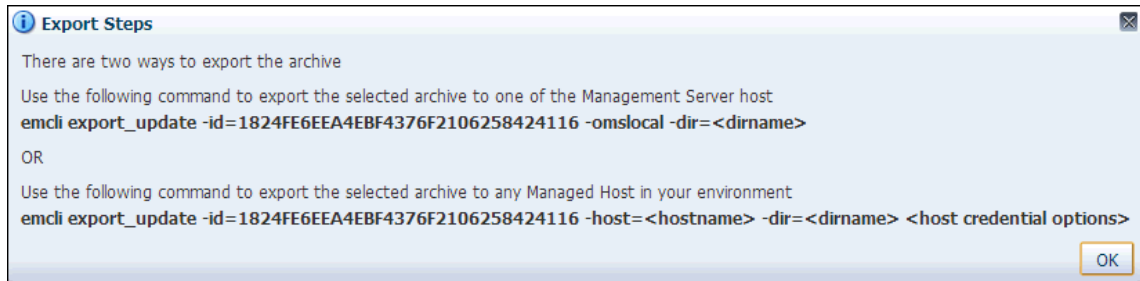 Export Steps
There are two ways to export the archive
Use the following command to export the selected archive to one of the Management Server host
emcli export_update -id=1824FE6EEA4EBF4376F2106258424116 -omslocal -dir=<dirname>
OR
Use the following command to export the selected archive to any Managed Host in your environment
emcli export_update -id=1824FE6EEA4EBF4376F2106258424116 -host=<hostname> -dir=<dirname> <host credential options>
OK